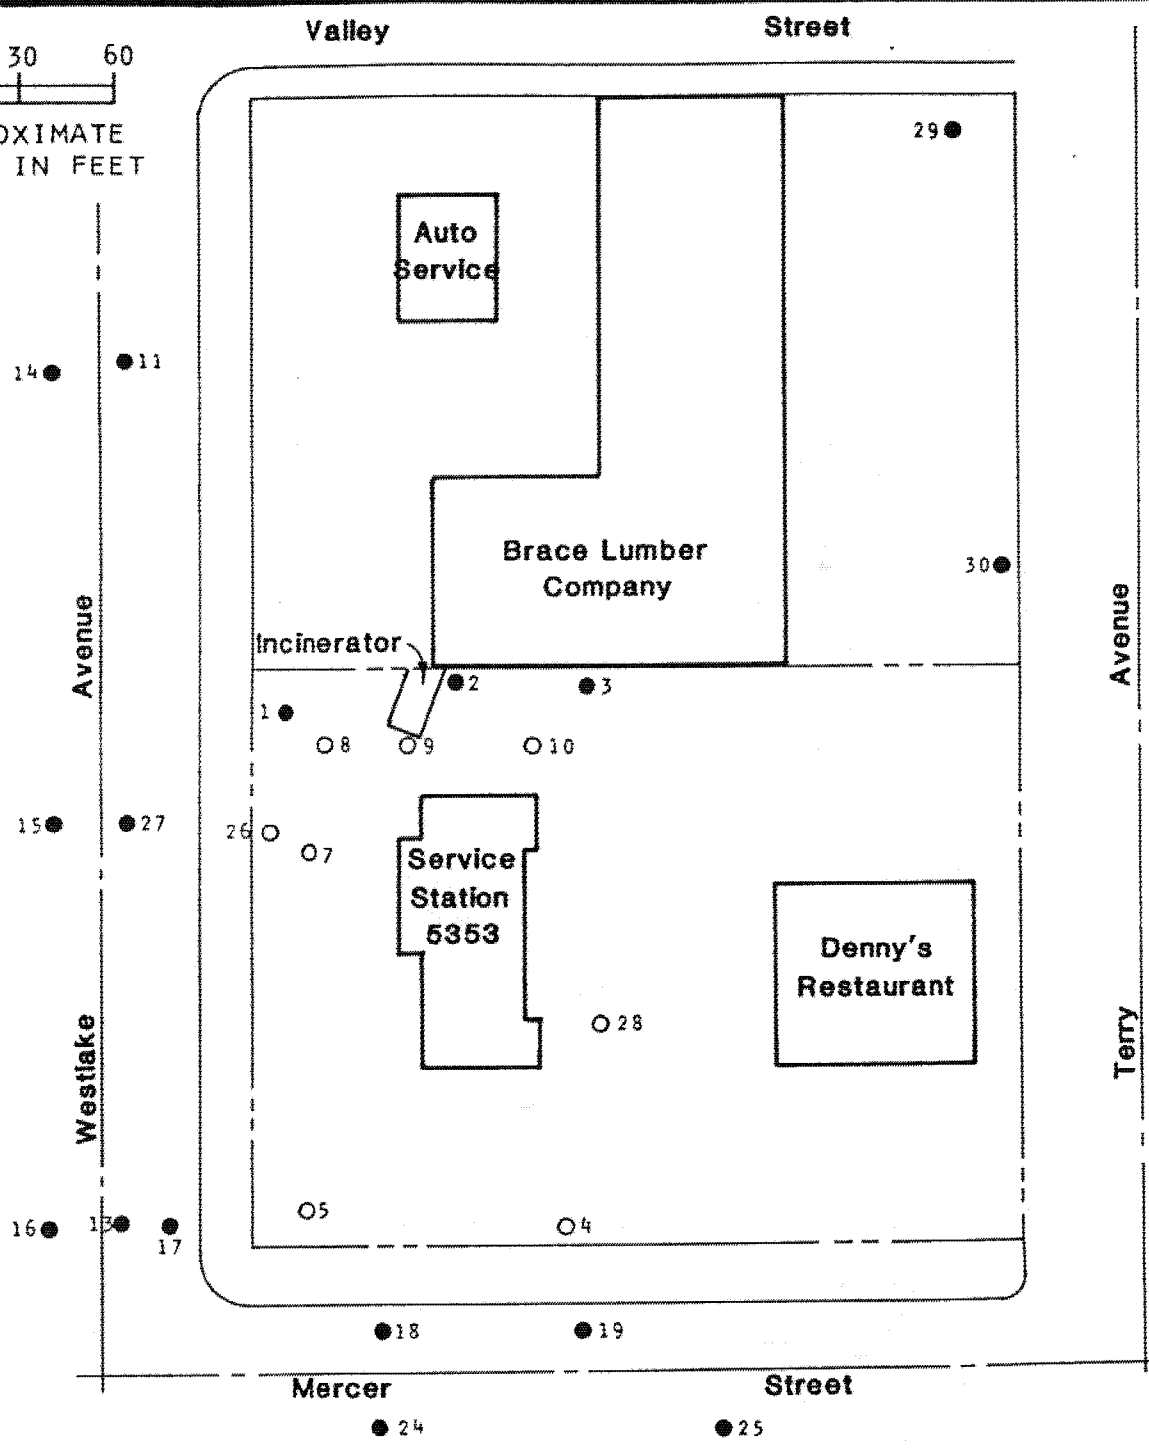 Valley Street
30 60
OXIMATE
IN FEET
29
Auto
Service
14 11
Brace Lumber
Company
30
Avenue
Avenue
Incinerator
2 3
1
8 9 10
15 27 26
7
Service
Station
5353
Denny's
Restaurant
28
Westlake
Terry
5
4
16 13
17
18 19
Mercer Street
24 25